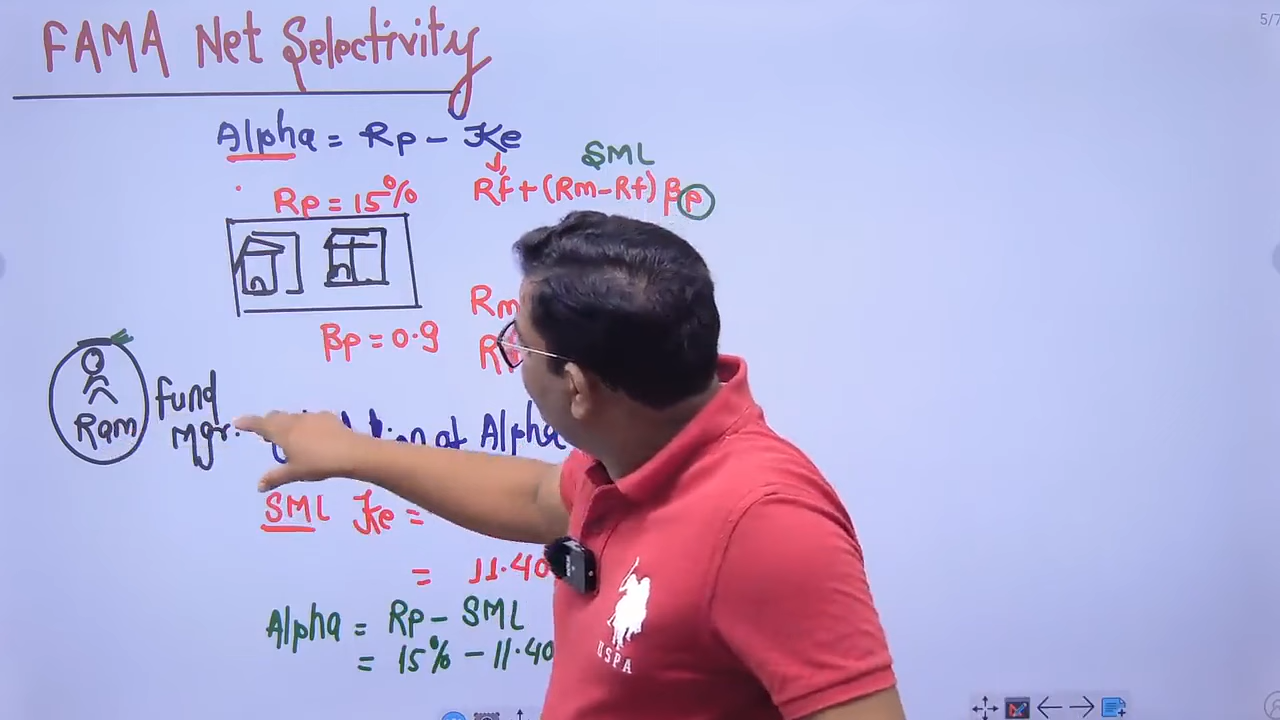 5/7
FAMA Net Selectivity
Alpha = Rp - Ke
SML
Rf + (Rm-Rf) βp
Rp = 15%
Rm
βp = 0.9
Ram
Fund
Mgr.
of Alpha
SML Ke =
= 11.40
Alpha = Rp - SML
= 15% - 11.40
USPA